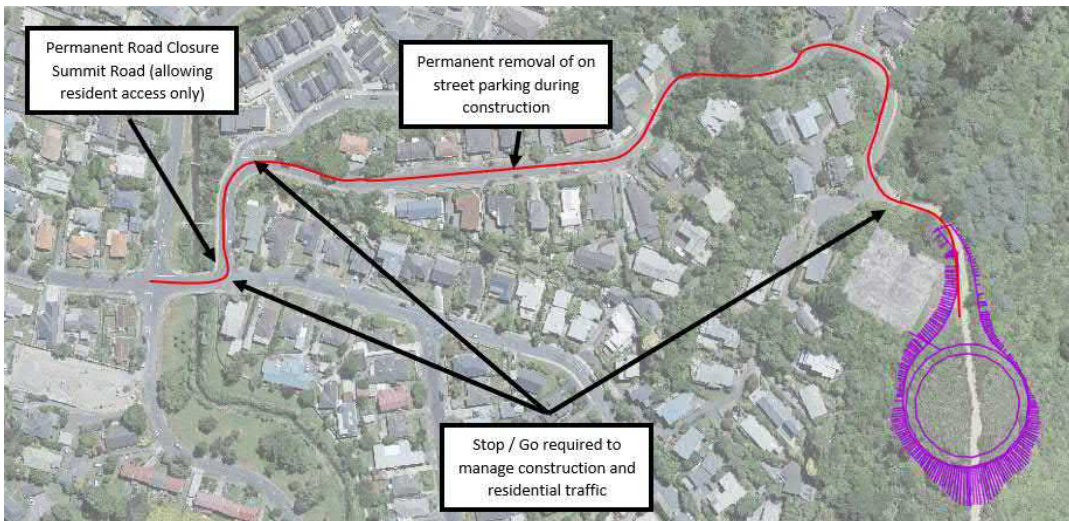 Permanent Road Closure
Summit Road (allowing
resident access only)
Permanent removal of on
street parking during
construction
Stop / Go required to
manage construction and
residential traffic